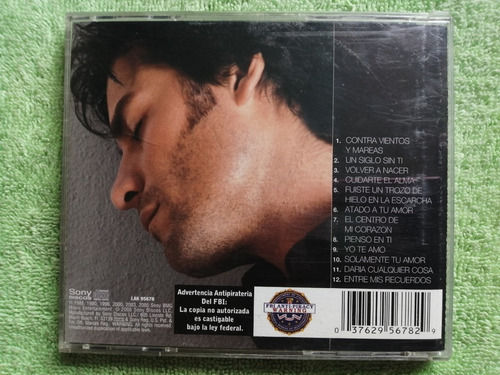 1. CONTRA VIENTOS
Y MAREAS
2. UN SIGLO SIN TI
3. VOLVER A NACER
4. CUIDARTE EL ALMA
5. FUISTE UN TROZO DE
HIELO EN LA ESCARCHA
6. ATADO A TU AMOR
7. EL CENTRO DE
MI CORAZON
8. PIENSO EN TI
9. YO TE AMO
10. SOLAMENTE TU AMOR
11. DARIA CUALQUIER COSA
12. ENTRE MIS RECUERDOS
Sony
DISCOS
LAK 95678
Advertencia Antipirateria
Del FBI:
La copia no autorizada
es castigable
bajo la ley federal.
FBI ANTI-PIRACY
WARNING
0 37629 56782 9